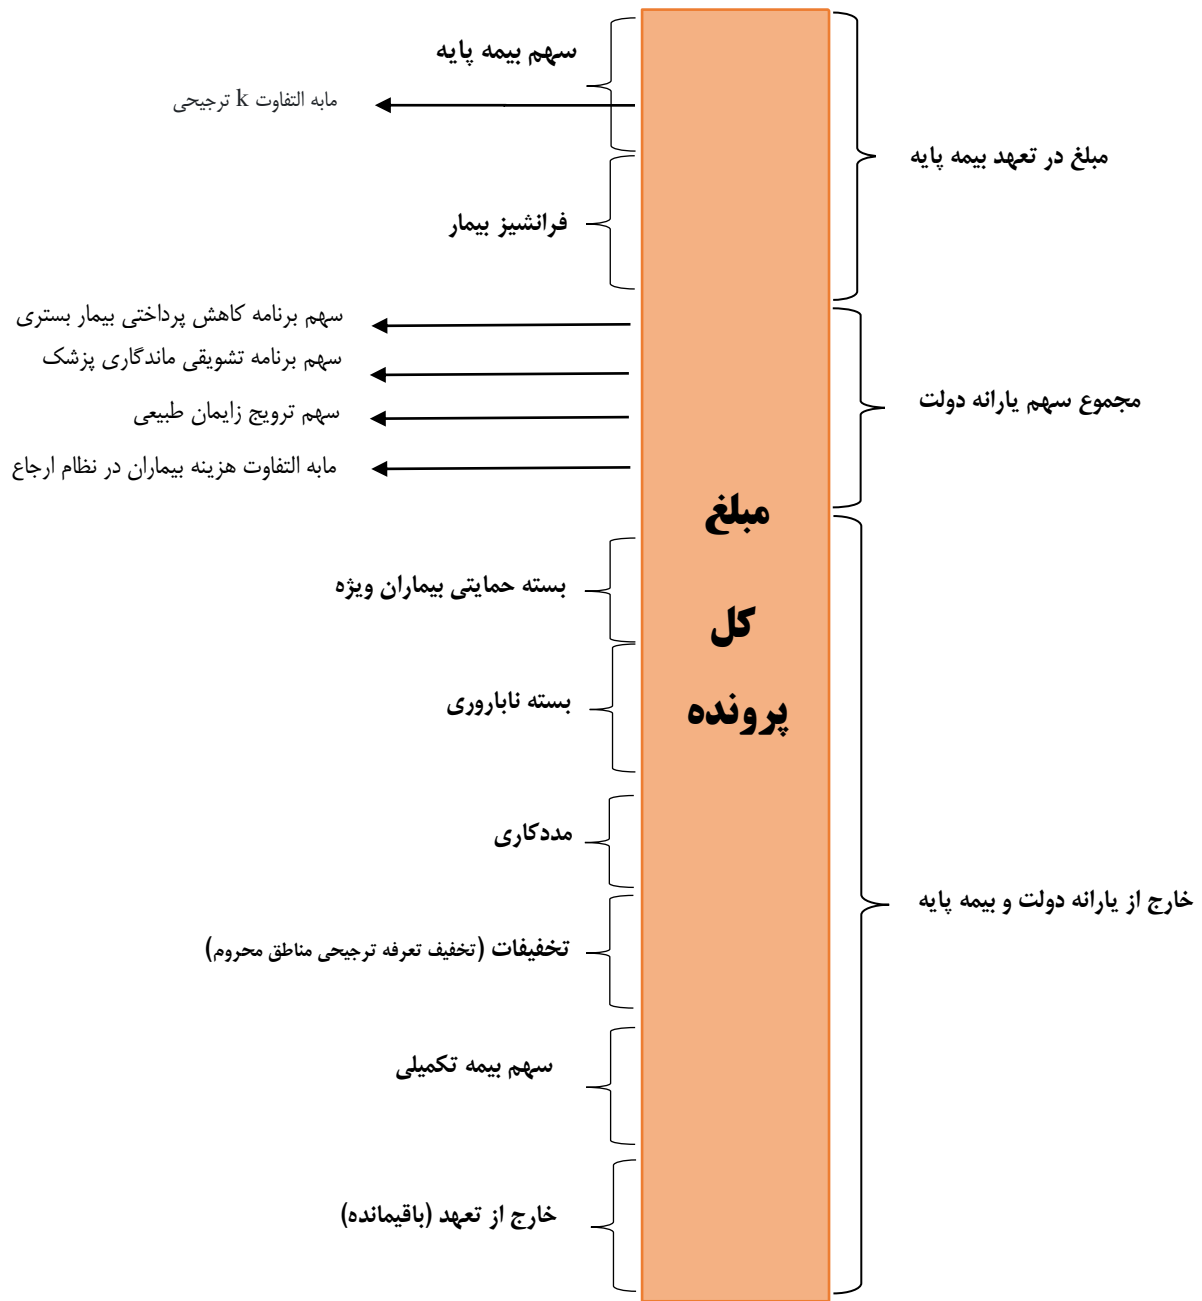 سهم بیمه پایه
مابه التفاوت k ترجیحی
مبلغ در تعهد بیمه پایه
فرانشیز بیمار
سهم برنامه کاهش پرداختی بیمار بستری
سهم برنامه تشویقی ماندگاری پزشک
مجموع سهم یارانه دولت
سهم ترویج زایمان طبیعی
مابه التفاوت هزینه بیماران در نظام ارجاع
مبلغ
کل
پرونده
بسته حمایتی بیماران ویژه
بسته ناباروری
مددکاری
خارج از یارانه دولت و بیمه پایه
تخفیفات (تخفیف تعرفه ترجیحی مناطق محروم)
سهم بیمه تکمیلی
خارج از تعهد (باقیمانده)